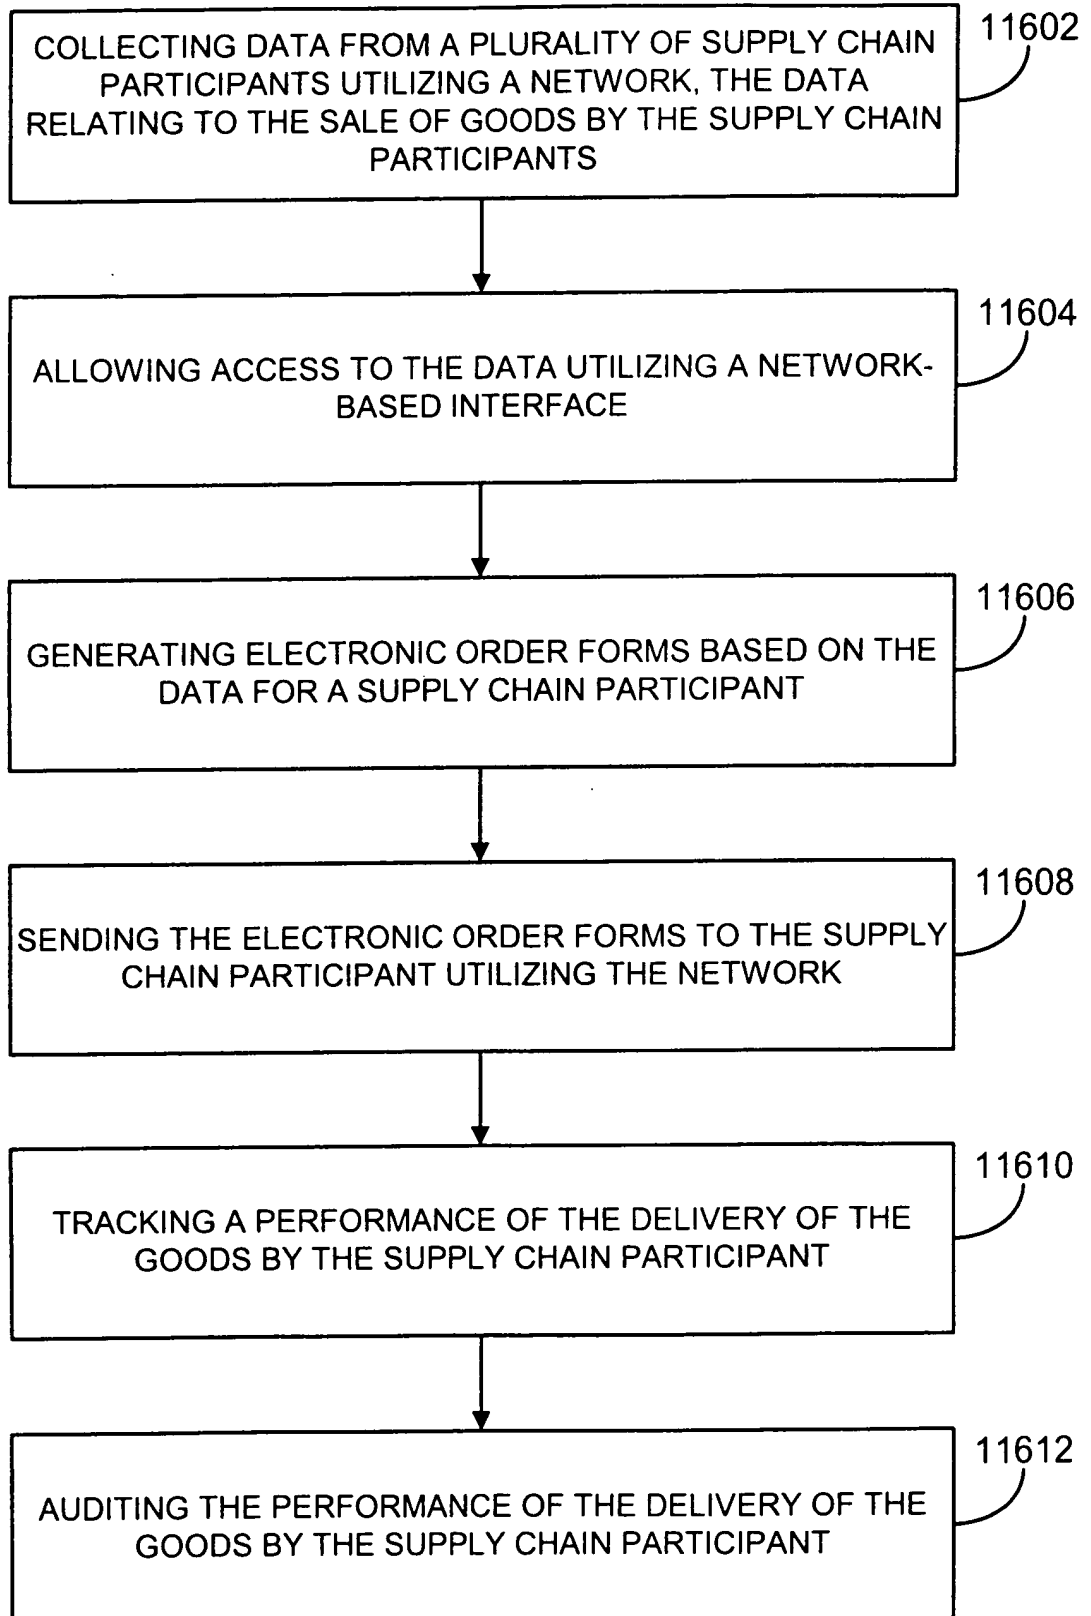 COLLECTING DATA FROM A PLURALITY OF SUPPLY CHAIN
PARTICIPANTS UTILIZING A NETWORK, THE DATA
RELATING TO THE SALE OF GOODS BY THE SUPPLY CHAIN
PARTICIPANTS
11602
ALLOWING ACCESS TO THE DATA UTILIZING A NETWORK-
BASED INTERFACE
11604
GENERATING ELECTRONIC ORDER FORMS BASED ON THE
DATA FOR A SUPPLY CHAIN PARTICIPANT
11606
SENDING THE ELECTRONIC ORDER FORMS TO THE SUPPLY
CHAIN PARTICIPANT UTILIZING THE NETWORK
11608
TRACKING A PERFORMANCE OF THE DELIVERY OF THE
GOODS BY THE SUPPLY CHAIN PARTICIPANT
11610
AUDITING THE PERFORMANCE OF THE DELIVERY OF THE
GOODS BY THE SUPPLY CHAIN PARTICIPANT
11612